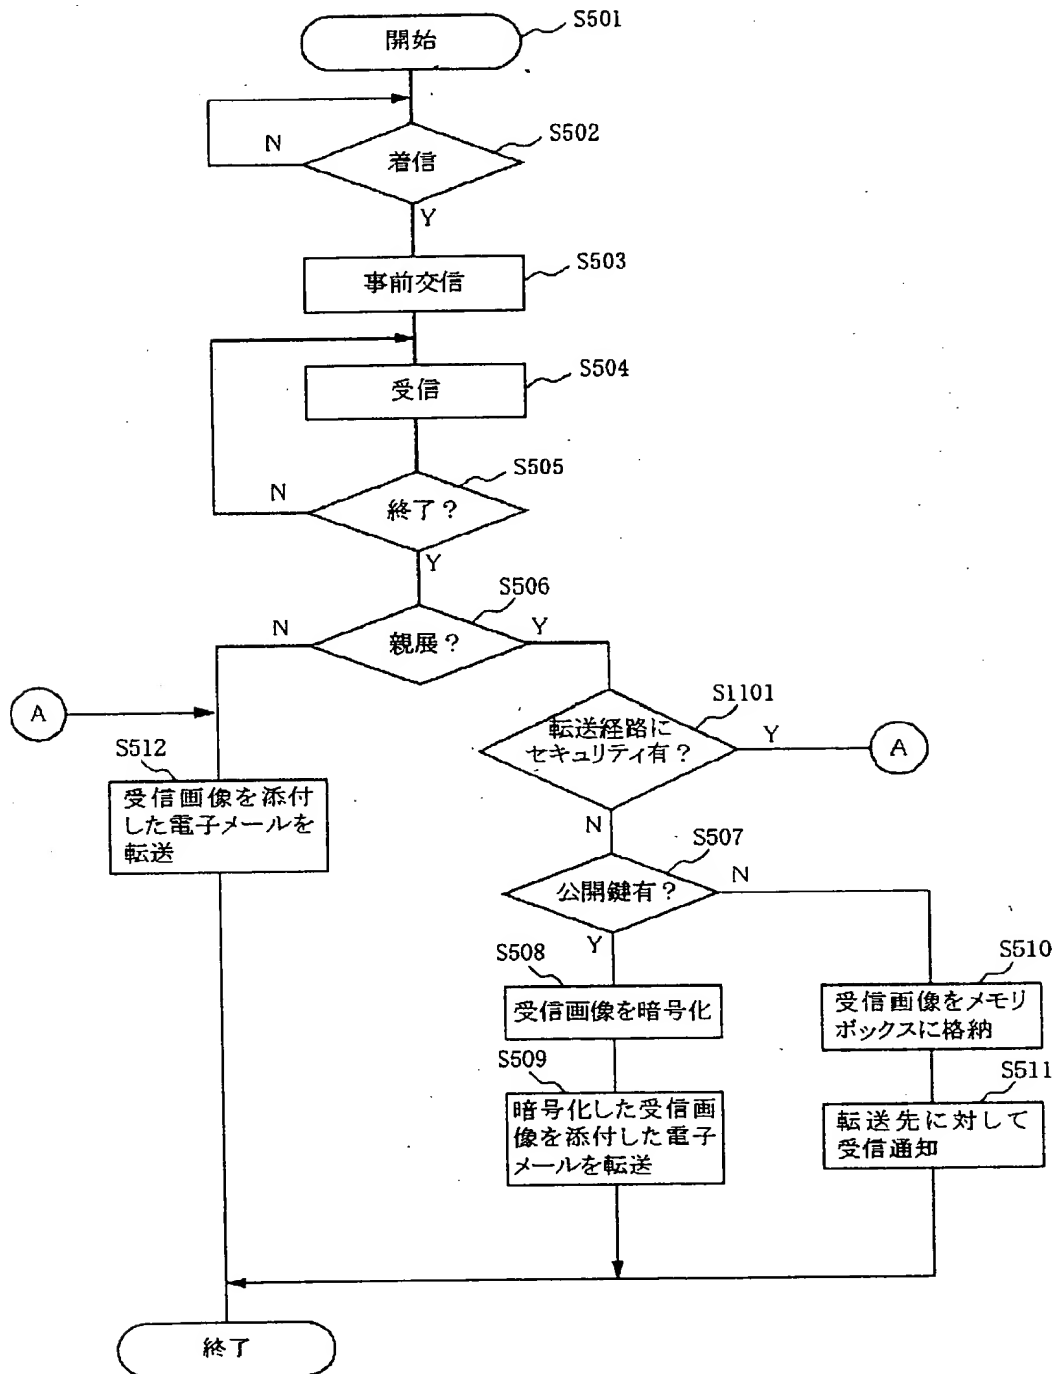 開始
S501
着信
S502
N
Y
事前交信
S503
受信
S504
終了?
S505
N
Y
親展?
S506
N
Y
A
転送経路に
セキュリティ有?
S1101
Y
A
N
S512
受信画像を添付
した電子メールを
転送
公開鍵有?
S507
N
Y
S508
受信画像を暗号化
S510
受信画像をメモリ
ボックスに格納
S509
暗号化した受信画
像を添付した電子
メールを転送
S511
転送先に対して
受信通知
終了